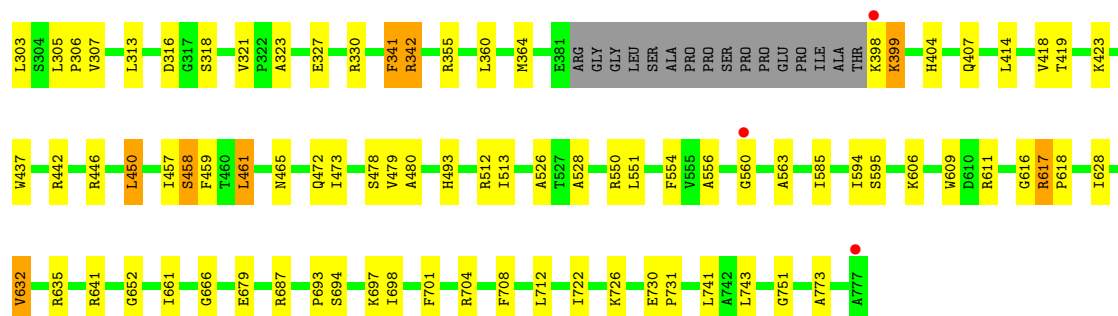 L303 S304 L305 P306 V307 L313 D316 G317 S318 V321 P322 A323 E327 R330 F341 R342 R355 L360 M364 E381 ARG GLY GLY LEU SER ALA PRO PRO SER PRO PRO GLU PRO ILE ALA THR K398 K399 H404 Q407 L414 V418 T419 K423
W437 R442 R446 L450 I457 S458 F459 T460 L461 N465 Q472 I473 S478 V479 A480 H493 R512 I513 A526 T527 A528 R550 L551 F554 V555 A556 G560 A563 I585 I594 S595 K606 W609 D610 R611 G616 R617 P618 I628
V632 R635 R641 G652 I661 G666 E679 R687 P693 S694 K697 I698 F701 R704 F708 L712 I722 K726 E730 P731 L741 A742 L743 G751 A773 A777